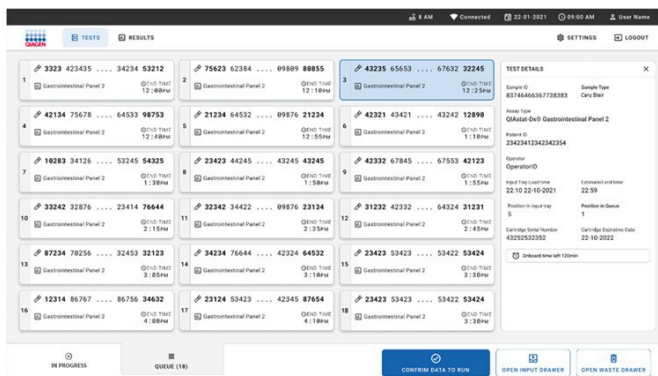 8 AM Connected 22-01-2021 09:00 AM User Name
QIAGEN TESTS RESULTS SETTINGS LOGOUT
1 3323 423435 .... 34234 53212
Gastrointestinal Panel 2 END TIME 12:00PM
2 75623 62384 .... 09809 80855
Gastrointestinal Panel 2 END TIME 12:10PM
3 43235 65653 .... 67632 32245
Gastrointestinal Panel 2 END TIME 12:25PM
4 42134 75678 .... 64533 98753
Gastrointestinal Panel 2 END TIME 12:40PM
5 21234 64532 .... 09876 21234
Gastrointestinal Panel 2 END TIME 12:55PM
6 42321 43421 .... 43242 12890
Gastrointestinal Panel 2 END TIME 1:10PM
7 10283 34126 .... 53245 54325
Gastrointestinal Panel 2 END TIME 1:30PM
8 23423 44245 .... 43245 43245
Gastrointestinal Panel 2 END TIME 1:50PM
9 42332 67845 .... 67553 42123
Gastrointestinal Panel 2 END TIME 1:55PM
10 33242 32876 .... 23414 76644
Gastrointestinal Panel 2 END TIME 2:15PM
11 32342 34422 .... 09876 23134
Gastrointestinal Panel 2 END TIME 2:35PM
12 31232 42332 .... 64324 31231
Gastrointestinal Panel 2 END TIME 2:45PM
13 87234 70256 .... 32453 32123
Gastrointestinal Panel 2 END TIME 3:05PM
14 34234 76644 .... 42324 64532
Gastrointestinal Panel 2 END TIME 3:10PM
15 23423 53423 .... 53422 53424
Gastrointestinal Panel 2 END TIME 3:30PM
16 12314 86767 .... 86756 34632
Gastrointestinal Panel 2 END TIME 4:00PM
17 23124 53423 .... 42345 87654
Gastrointestinal Panel 2 END TIME 4:10PM
18 23423 53423 .... 53422 53424
Gastrointestinal Panel 2 END TIME 3:30PM
TEST DETAILS
Sample ID Sample Type
83746466367738383 Cary Blair
Assay type
QIAstat-Dx® Gastrointestinal Panel 2
Patient ID
23423412342342354
Operator
OperatorID
Input Tray Load time Estimated end time
22:10 22-10-2021 22:59
Position in input tray Position in Queue
5 1
Cartridge Serial Number Cartridge Expiration Date
43252532352 22-10-2022
Onboard time left 120min
IN PROGRESS QUEUE (18) CONFRIM DATA TO RUN OPEN INPUT DRAWER OPEN WASTE DRAWER